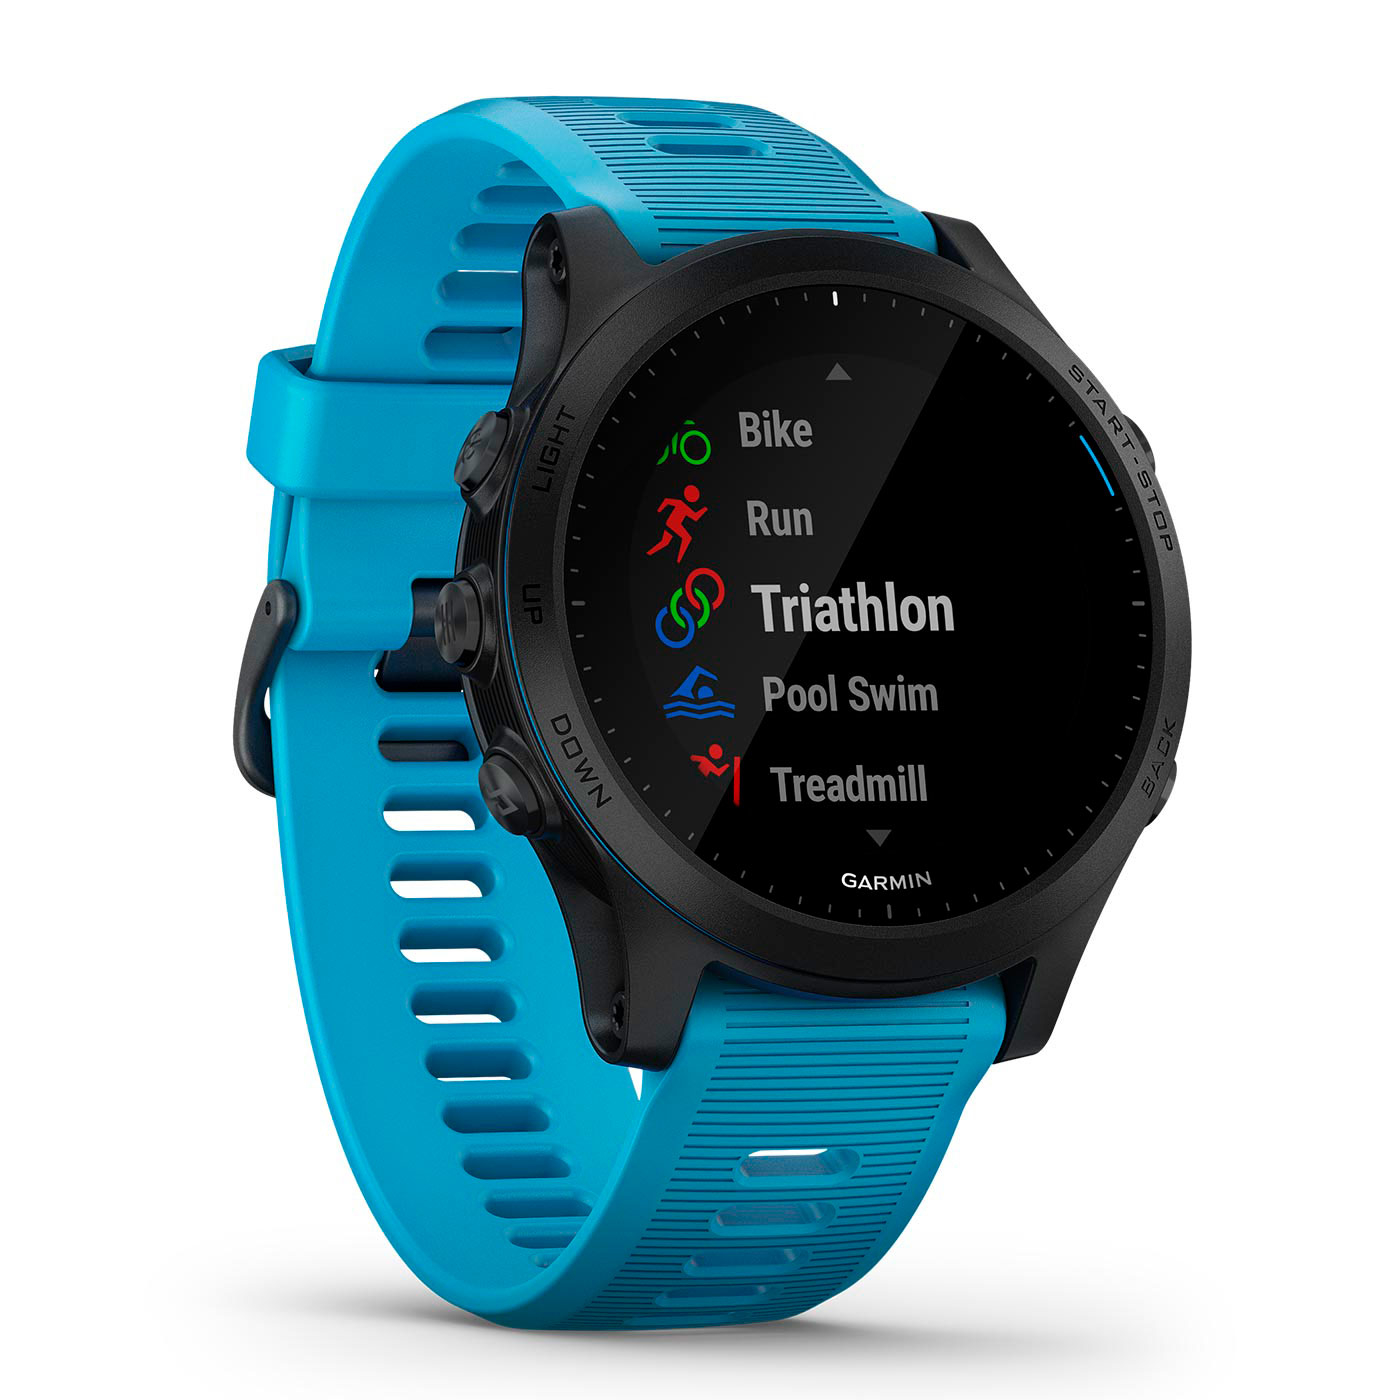 LIGHT
UP
DOWN
START·STOP
BACK
Bike
Run
Triathlon
Pool Swim
Treadmill
GARMIN